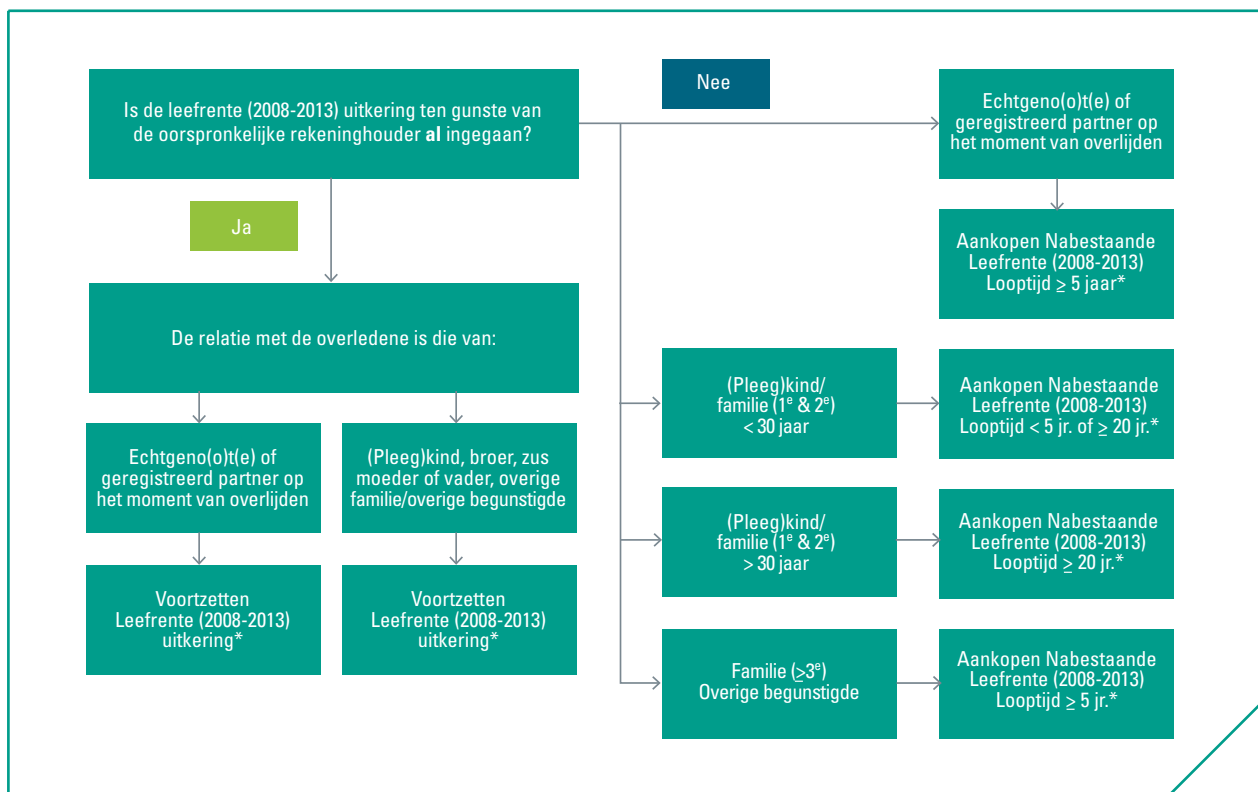 Is de leefrente (2008-2013) uitkering ten gunste van
de oorspronkelijke rekeninghouder al ingegaan?
Nee
Echtgeno(o)t(e) of
geregistreerd partner op
het moment van overlijden
Aankopen Nabestaande
Leefrente (2008-2013)
Looptijd ≥ 5 jaar*
Ja
De relatie met de overledene is die van:
Echtgeno(o)t(e) of
geregistreerd partner op
het moment van overlijden
(Pleeg)kind, broer, zus
moeder of vader, overige
familie/overige begunstigde
Voortzetten
Leefrente (2008-2013)
uitkering*
Voortzetten
Leefrente (2008-2013)
uitkering*
(Pleeg)kind/
familie (1ᵉ & 2ᵉ)
< 30 jaar
Aankopen Nabestaande
Leefrente (2008-2013)
Looptijd < 5 jr. of ≥ 20 jr.*
(Pleeg)kind/
familie (1ᵉ & 2ᵉ)
> 30 jaar
Aankopen Nabestaande
Leefrente (2008-2013)
Looptijd ≥ 20 jr.*
Familie (≥3ᵉ)
Overige begunstigde
Aankopen Nabestaande
Leefrente (2008-2013)
Looptijd ≥ 5 jr.*